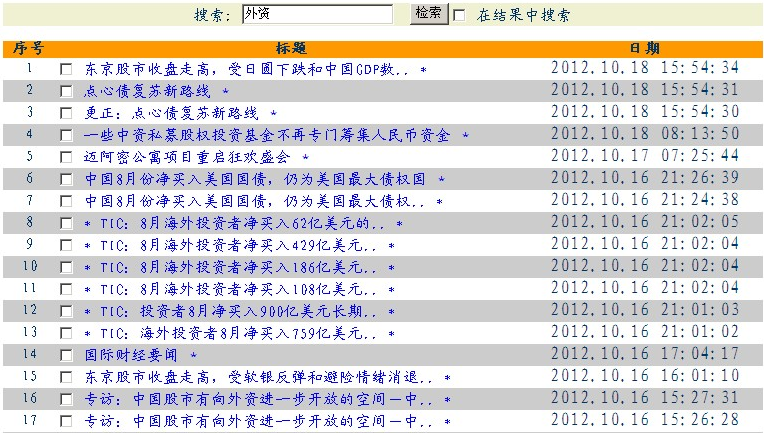 搜索: 外资 检索 在结果中搜索
序号 标题 日期
1 东京股市收盘走高，受日圆下跌和中国GDP数.. * 2012.10.18 15:54:34
2 点心债复苏新路线 * 2012.10.18 15:54:31
3 更正：点心债复苏新路线 * 2012.10.18 15:54:30
4 一些中资私募股权投资基金不再专门筹集人民币资金 * 2012.10.18 08:13:50
5 迈阿密公寓项目重启狂欢盛会 * 2012.10.17 07:25:44
6 中国8月份净买入美国国债，仍为美国最大债权国 * 2012.10.16 21:26:39
7 中国8月份净买入美国国债，仍为美国最大债权.. * 2012.10.16 21:24:38
8 * TIC：8月海外投资者净买入62亿美元的.. * 2012.10.16 21:02:05
9 * TIC：8月海外投资者净买入429亿美元.. * 2012.10.16 21:02:04
10 * TIC：8月海外投资者净买入186亿美元.. * 2012.10.16 21:02:04
11 * TIC：8月海外投资者净买入108亿美元.. * 2012.10.16 21:02:04
12 * TIC：投资者8月净买入900亿美元长期.. * 2012.10.16 21:01:03
13 * TIC：海外投资者8月净买入759亿美元.. * 2012.10.16 21:01:02
14 国际财经要闻 * 2012.10.16 17:04:17
15 东京股市收盘走高，受软银反弹和避险情绪消退.. * 2012.10.16 16:01:10
16 专访：中国股市有向外资进一步开放的空间－中.. * 2012.10.16 15:27:31
17 专访：中国股市有向外资进一步开放的空间－中.. * 2012.10.16 15:26:28